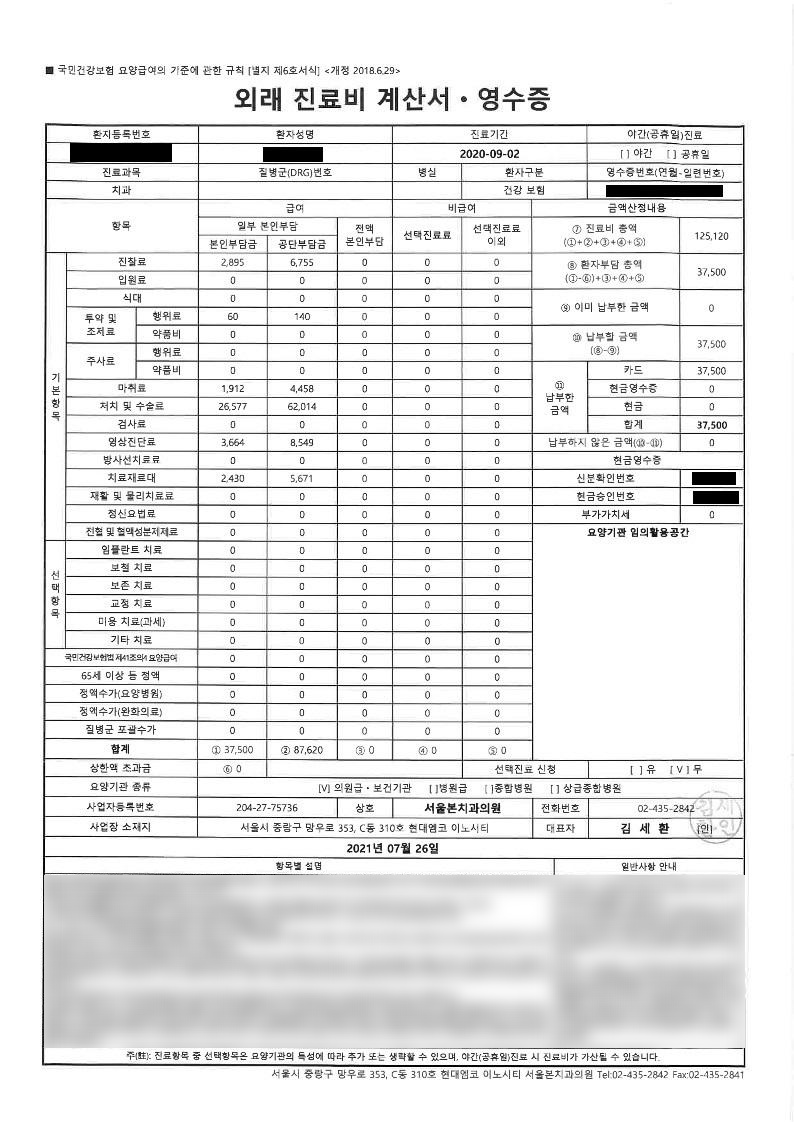 ■ 국민건강보험 요양급여의 기준에 관한 규칙 [별지 제6호서식] <개정 2018.6.29>
외래 진료비 계산서 • 영수증
환자등록번호 환자성명 진료기간 야간(공휴일)진료
2020-09-02 [ ] 야간 [ ] 공휴일
진료과목 질병군(DRG)번호 병실 환자구분 영수증번호(연월-일련번호)
치과 건강 보험
항목 급여 비급여 금액산정내용
일부 본인부담 전액 본인부담 선택진료료 선택진료료 이외 ⑦ 진료비 총액 (①+②+③+④+⑤) 125,120
본인부담금 공단부담금
기본항목
진찰료 2,895 6,755 0 0 0 ⑧ 환자부담 총액 (①-⑥)+③+④+⑤ 37,500
입원료 0 0 0 0 0
식대 0 0 0 0 0 ⑨ 이미 납부한 금액 0
투약 및 조제료 행위료 60 140 0 0 0
약품비 0 0 0 0 0 ⑩ 납부할 금액 (⑧-⑨) 37,500
주사료 행위료 0 0 0 0 0
약품비 0 0 0 0 0 ⑪ 납부한 금액 카드 37,500
마취료 1,912 4,458 0 0 0 현금영수증 0
처치 및 수술료 26,577 62,014 0 0 0 현금 0
검사료 0 0 0 0 0 합계 37,500
영상진단료 3,664 8,549 0 0 0 납부하지 않은 금액(⑩-⑪) 0
방사선치료료 0 0 0 0 0 현금영수증
치료재료대 2,430 5,671 0 0 0 신분확인번호
재활 및 물리치료료 0 0 0 0 0 현금승인번호
정신요법료 0 0 0 0 0 부가가치세 0
전혈 및 혈액성분제제료 0 0 0 0 0 요양기관 임의활용공간
선택항목
임플란트 치료 0 0 0 0 0
보철 치료 0 0 0 0 0
보존 치료 0 0 0 0 0
교정 치료 0 0 0 0 0
미용 치료(과세) 0 0 0 0 0
기타 치료 0 0 0 0 0
국민건강보험법 제41조의4 요양급여 0 0 0 0 0
65세 이상 등 정액 0 0 0 0 0
정액수가(요양병원) 0 0 0 0 0
정액수가(완화의료) 0 0 0 0 0
질병군 포괄수가 0 0 0 0 0
합계 ① 37,500 ② 87,620 ③ 0 ④ 0 ⑤ 0
상한액 초과금 ⑥ 0 선택진료 신청 [ ] 유 [ V ] 무
요양기관 종류 [V] 의원급·보건기관 [ ]병원급 [ ]종합병원 [ ] 상급종합병원
사업자등록번호 204-27-75736 상호 서울본치과의원 전화번호 02-435-2842
사업장 소재지 서울시 중랑구 망우로 353, C동 310호 현대엠코 이노시티 대표자 김 세 환 [인]
2021년 07월 26일
항목별 설명 일반사항 안내
주(註): 진료항목 중 선택항목은 요양기관의 특성에 따라 추가 또는 생략할 수 있으며, 야간(공휴일)진료 시 진료비가 가산될 수 있습니다.
서울시 중랑구 망우로 353, C동 310호 현대엠코 이노시티 서울본치과의원 Tel:02-435-2842 Fax:02-435-2841